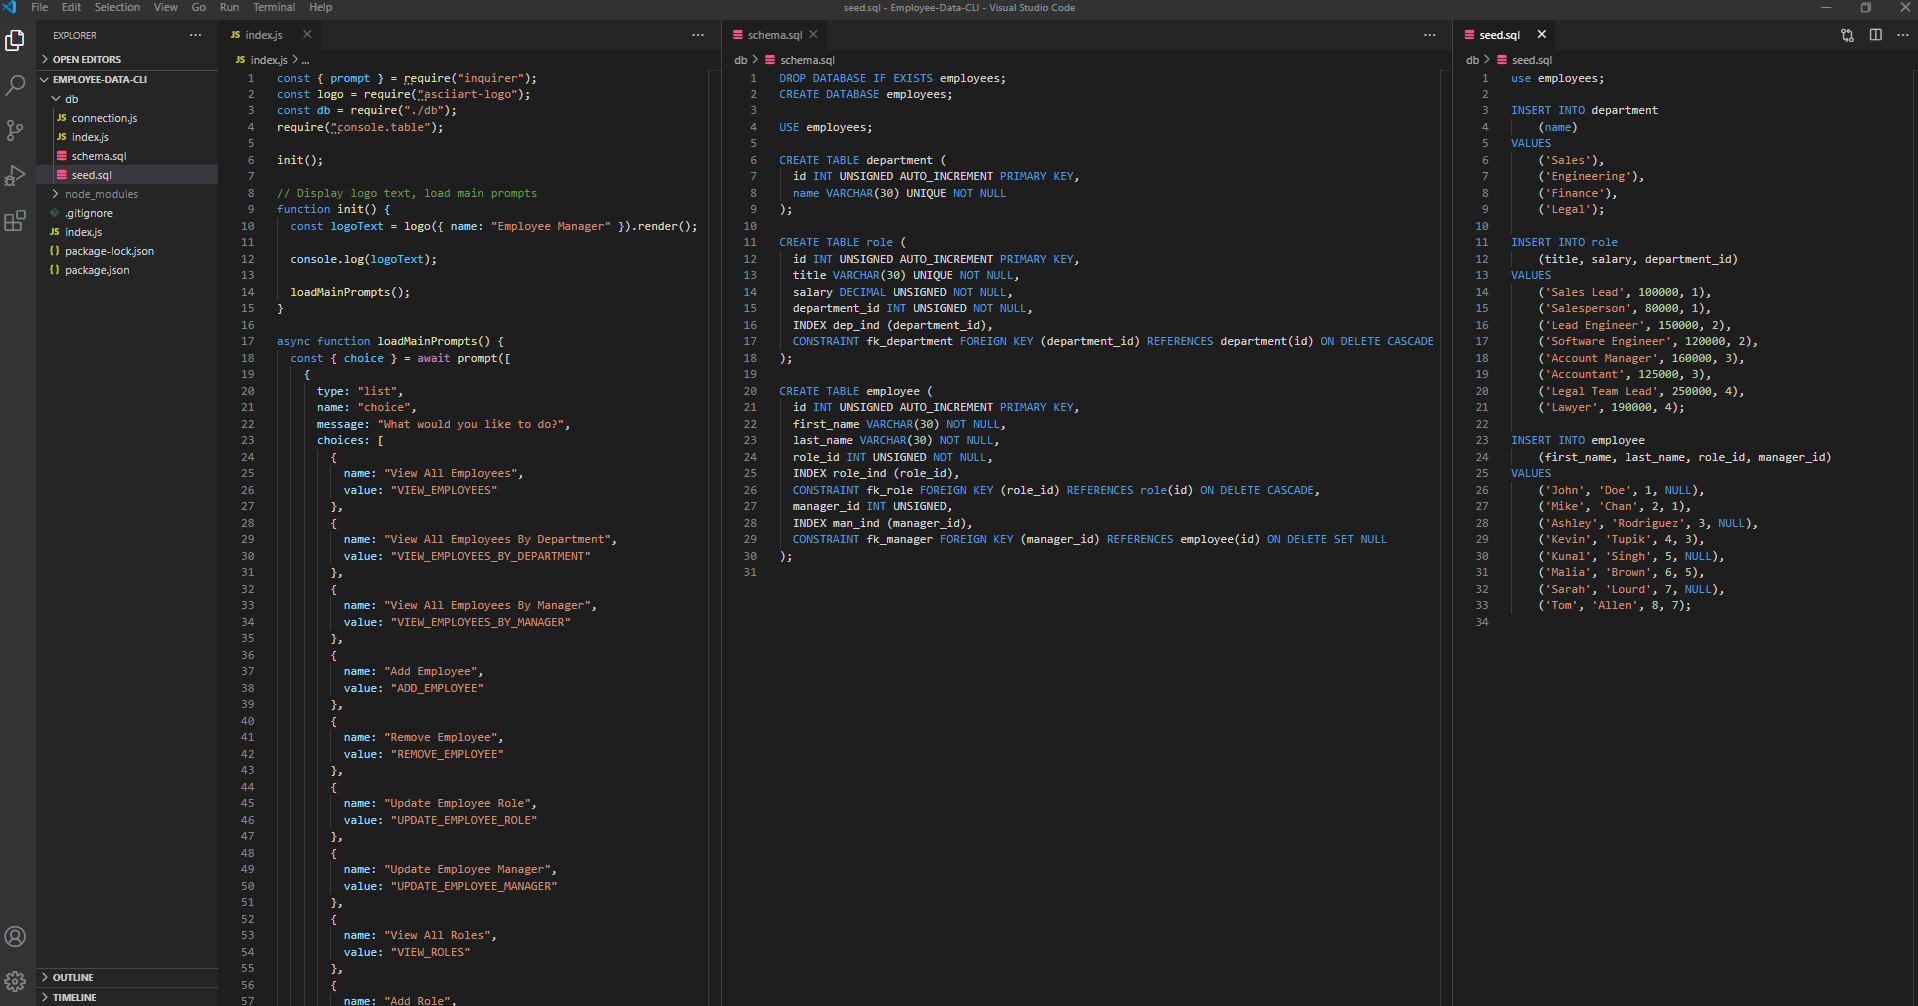 File Edit Selection View Go Run Terminal Help
seed.sql - Employee-Data-CLI - Visual Studio Code
EXPLORER
OPEN EDITORS
EMPLOYEE-DATA-CLI
db
connection.js
index.js
schema.sql
seed.sql
node_modules
.gitignore
index.js
package-lock.json
package.json
OUTLINE
TIMELINE
index.js
index.js > ...
1 const { prompt } = require("inquirer");
2 const logo = require("asciiart-logo");
3 const db = require("./db");
4 require("console.table");
5
6 init();
7
8 // Display logo text, load main prompts
9 function init() {
10 const logoText = logo({ name: "Employee Manager" }).render();
11
12 console.log(logoText);
13
14 loadMainPrompts();
15 }
16
17 async function loadMainPrompts() {
18 const { choice } = await prompt([
19 {
20 type: "list",
21 name: "choice",
22 message: "What would you like to do?",
23 choices: [
24 {
25 name: "View All Employees",
26 value: "VIEW_EMPLOYEES"
27 },
28 {
29 name: "View All Employees By Department",
30 value: "VIEW_EMPLOYEES_BY_DEPARTMENT"
31 },
32 {
33 name: "View All Employees By Manager",
34 value: "VIEW_EMPLOYEES_BY_MANAGER"
35 },
36 {
37 name: "Add Employee",
38 value: "ADD_EMPLOYEE"
39 },
40 {
41 name: "Remove Employee",
42 value: "REMOVE_EMPLOYEE"
43 },
44 {
45 name: "Update Employee Role",
46 value: "UPDATE_EMPLOYEE_ROLE"
47 },
48 {
49 name: "Update Employee Manager",
50 value: "UPDATE_EMPLOYEE_MANAGER"
51 },
52 {
53 name: "View All Roles",
54 value: "VIEW_ROLES"
55 },
56 {
57 name: "Add Role",
schema.sql
db > schema.sql
1 DROP DATABASE IF EXISTS employees;
2 CREATE DATABASE employees;
3
4 USE employees;
5
6 CREATE TABLE department (
7 id INT UNSIGNED AUTO_INCREMENT PRIMARY KEY,
8 name VARCHAR(30) UNIQUE NOT NULL
9 );
10
11 CREATE TABLE role (
12 id INT UNSIGNED AUTO_INCREMENT PRIMARY KEY,
13 title VARCHAR(30) UNIQUE NOT NULL,
14 salary DECIMAL UNSIGNED NOT NULL,
15 department_id INT UNSIGNED NOT NULL,
16 INDEX dep_ind (department_id),
17 CONSTRAINT fk_department FOREIGN KEY (department_id) REFERENCES department(id) ON DELETE CASCADE
18 );
19
20 CREATE TABLE employee (
21 id INT UNSIGNED AUTO_INCREMENT PRIMARY KEY,
22 first_name VARCHAR(30) NOT NULL,
23 last_name VARCHAR(30) NOT NULL,
24 role_id INT UNSIGNED NOT NULL,
25 INDEX role_ind (role_id),
26 CONSTRAINT fk_role FOREIGN KEY (role_id) REFERENCES role(id) ON DELETE CASCADE,
27 manager_id INT UNSIGNED,
28 INDEX man_ind (manager_id),
29 CONSTRAINT fk_manager FOREIGN KEY (manager_id) REFERENCES employee(id) ON DELETE SET NULL
30 );
31
seed.sql
db > seed.sql
1 use employees;
2
3 INSERT INTO department
4 (name)
5 VALUES
6 ('Sales'),
7 ('Engineering'),
8 ('Finance'),
9 ('Legal');
10
11 INSERT INTO role
12 (title, salary, department_id)
13 VALUES
14 ('Sales Lead', 100000, 1),
15 ('Salesperson', 80000, 1),
16 ('Lead Engineer', 150000, 2),
17 ('Software Engineer', 120000, 2),
18 ('Account Manager', 160000, 3),
19 ('Accountant', 125000, 3),
20 ('Legal Team Lead', 250000, 4),
21 ('Lawyer', 190000, 4);
22
23 INSERT INTO employee
24 (first_name, last_name, role_id, manager_id)
25 VALUES
26 ('John', 'Doe', 1, NULL),
27 ('Mike', 'Chan', 2, 1),
28 ('Ashley', 'Rodriguez', 3, NULL),
29 ('Kevin', 'Tupik', 4, 3),
30 ('Kunal', 'Singh', 5, NULL),
31 ('Malia', 'Brown', 6, 5),
32 ('Sarah', 'Lourd', 7, NULL),
33 ('Tom', 'Allen', 8, 7);
34